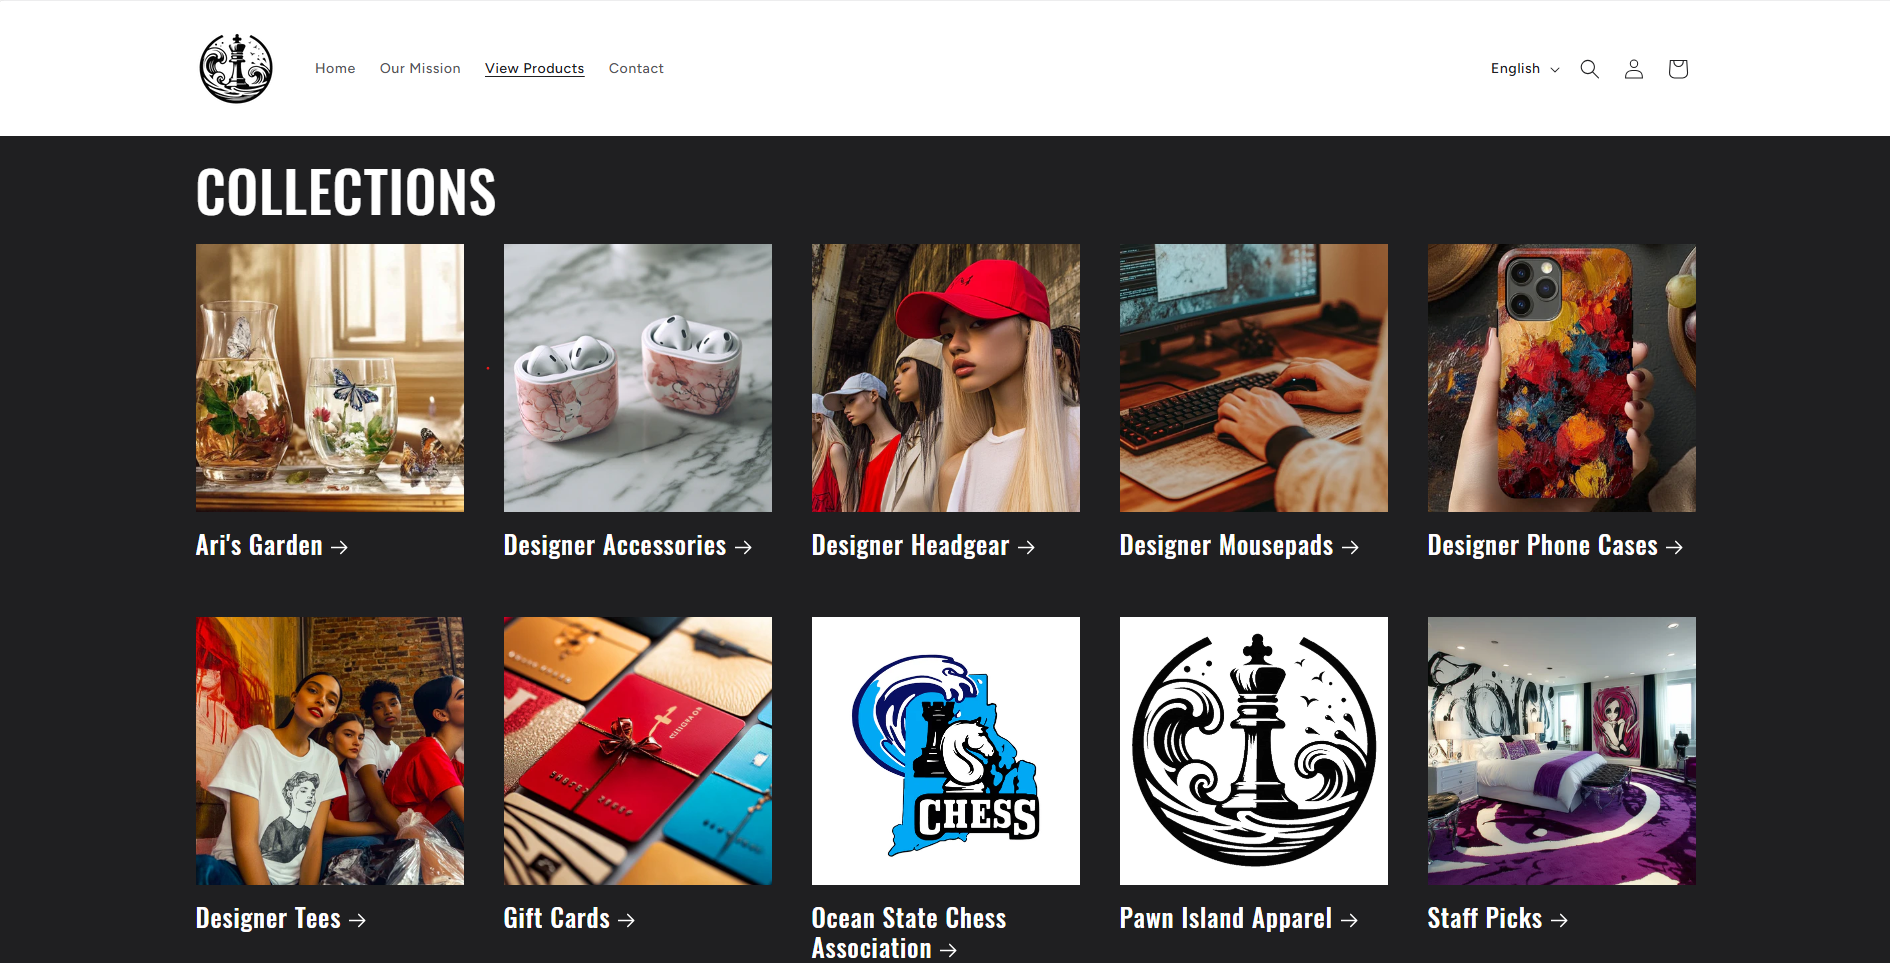 Home
Our Mission
View Products
Contact
English
COLLECTIONS
Ari's Garden →
Designer Accessories →
Designer Headgear →
Designer Mousepads →
Designer Phone Cases →
CHESS
Designer Tees →
Gift Cards →
Ocean State Chess
Association →
Pawn Island Apparel →
Staff Picks →